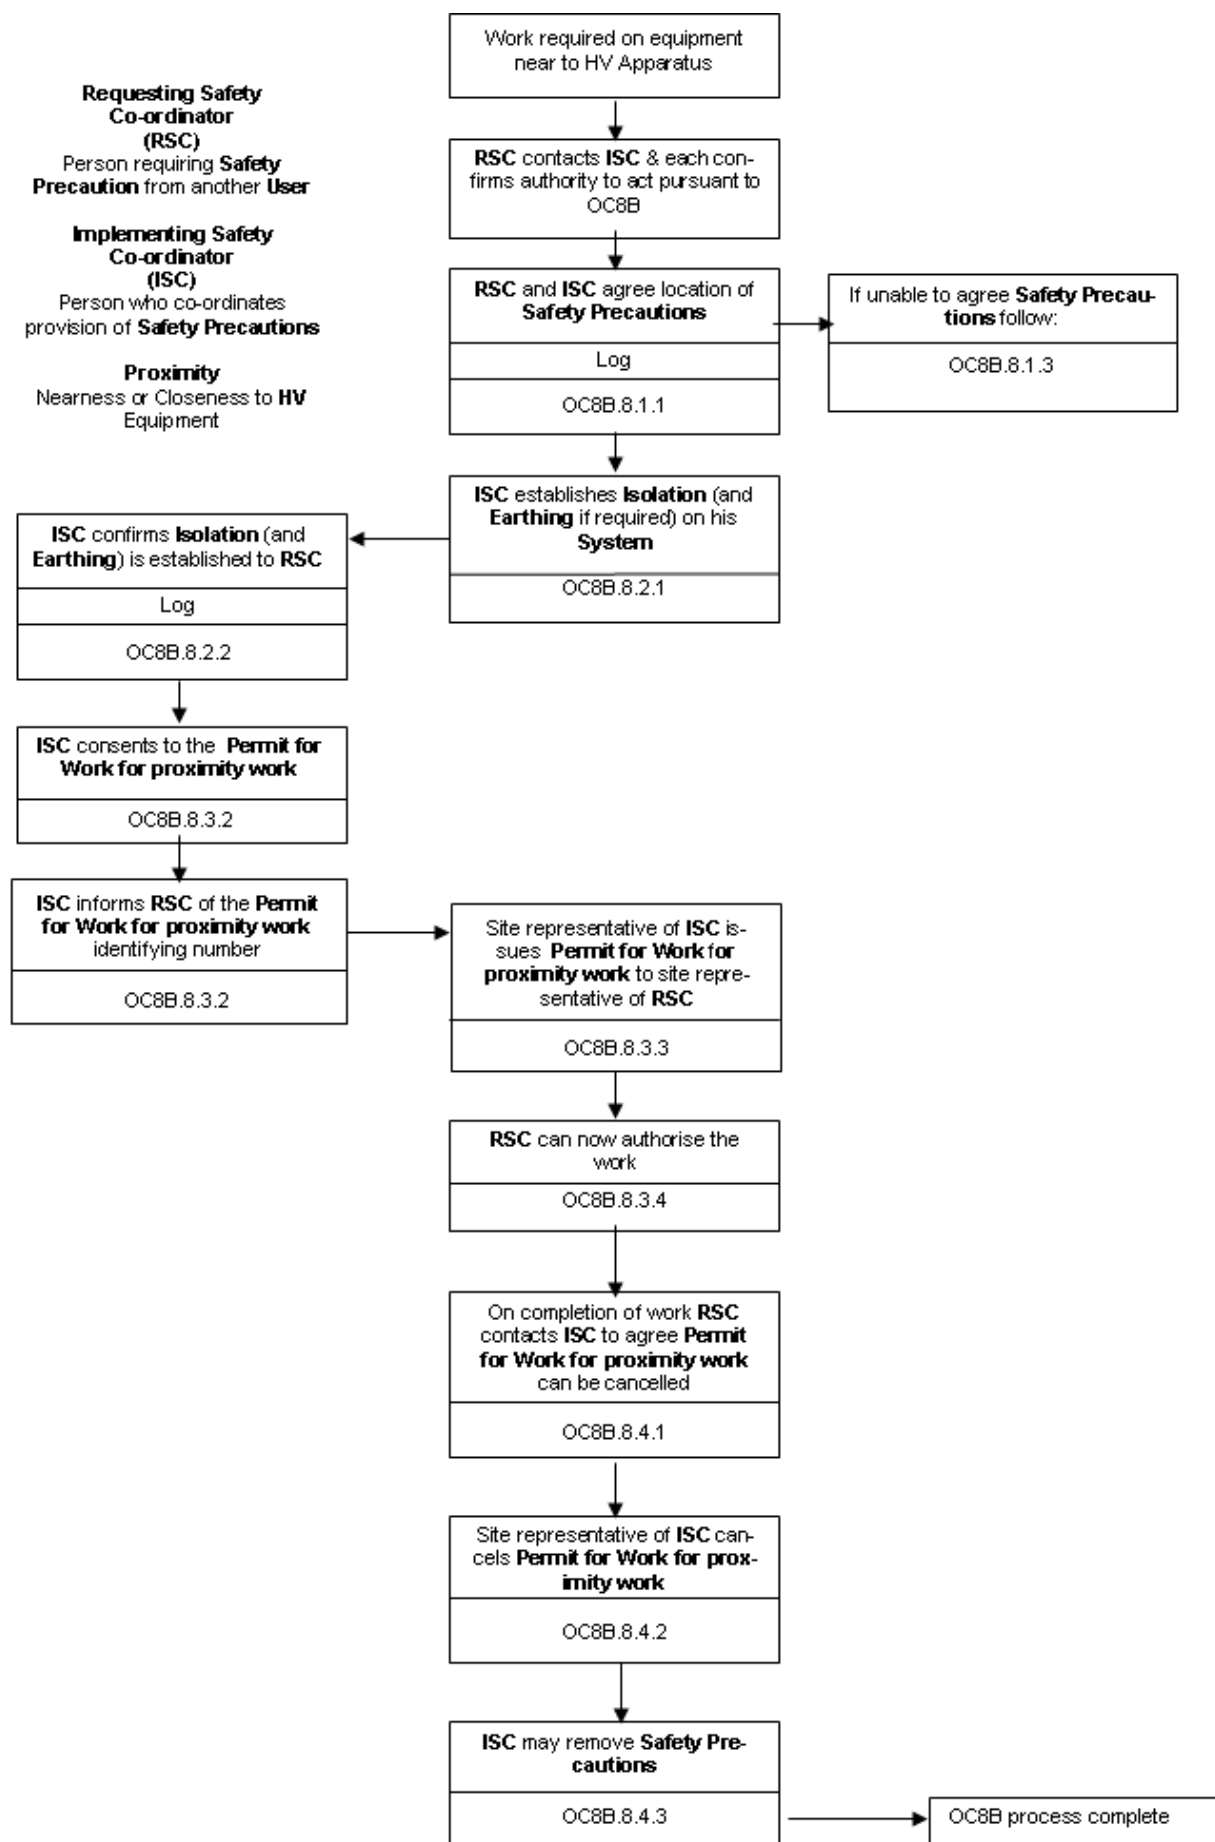 Work required on equipment
near to HV Apparatus
Requesting Safety
Co-ordinator
(RSC)
Person requiring Safety
Precaution from another User
Implementing Safety
Co-ordinator
(ISC)
Person who co-ordinates
provision of Safety Precautions
Proximity
Nearness or Closeness to HV
Equipment
RSC contacts ISC & each con-
firms authority to act pursuant to
OC8B
RSC and ISC agree location of
Safety Precautions
Log
OC8B.8.1.1
If unable to agree Safety Precau-
tions follow:
OC8B.8.1.3
ISC establishes Isolation (and
Earthing if required) on his
System
OC8B.8.2.1
ISC confirms Isolation (and
Earthing) is established to RSC
Log
OC8B.8.2.2
ISC consents to the Permit for
Work for proximity work
OC8B.8.3.2
ISC informs RSC of the Permit
for Work for proximity work
identifying number
OC8B.8.3.2
Site representative of ISC is-
sues Permit for Work for
proximity work to site repre-
sentative of RSC
OC8B.8.3.3
RSC can now authorise the
work
OC8B.8.3.4
On completion of work RSC
contacts ISC to agree Permit
for Work for proximity work
can be cancelled
OC8B.8.4.1
Site representative of ISC can-
cels Permit for Work for prox-
imity work
OC8B.8.4.2
ISC may remove Safety Pre-
cautions
OC8B.8.4.3
OC8B process complete